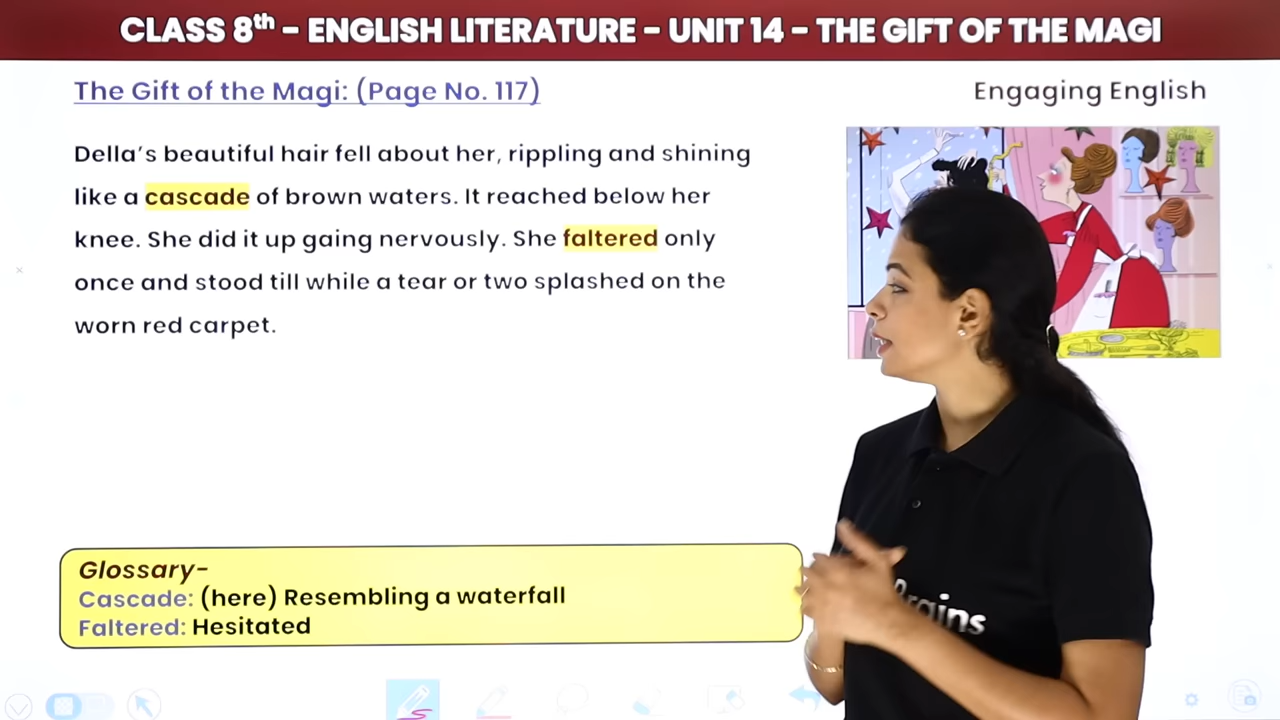 CLASS 8th – ENGLISH LITERATURE – UNIT 14 – THE GIFT OF THE MAGI
The Gift of the Magi: (Page No. 117)
Engaging English
Della's beautiful hair fell about her, rippling and shining
like a cascade of brown waters. It reached below her
knee. She did it up gaing nervously. She faltered only
once and stood till while a tear or two splashed on the
worn red carpet.
Glossary-
Cascade: (here) Resembling a waterfall
Faltered: Hesitated